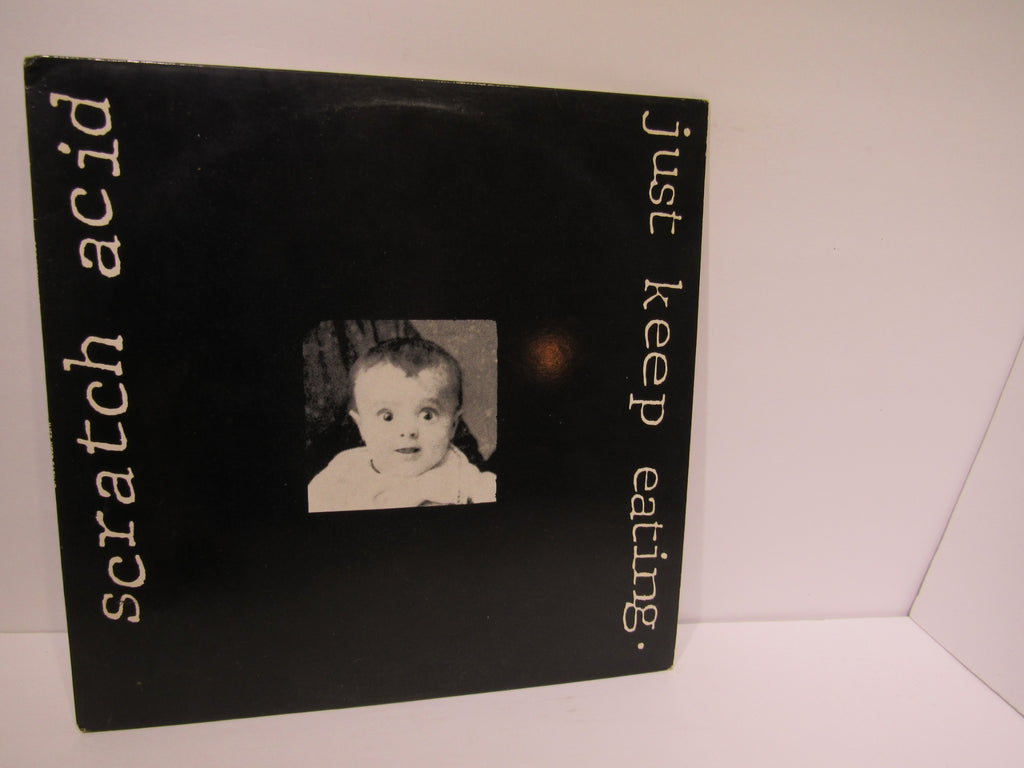 scratch acid
just keep eating.